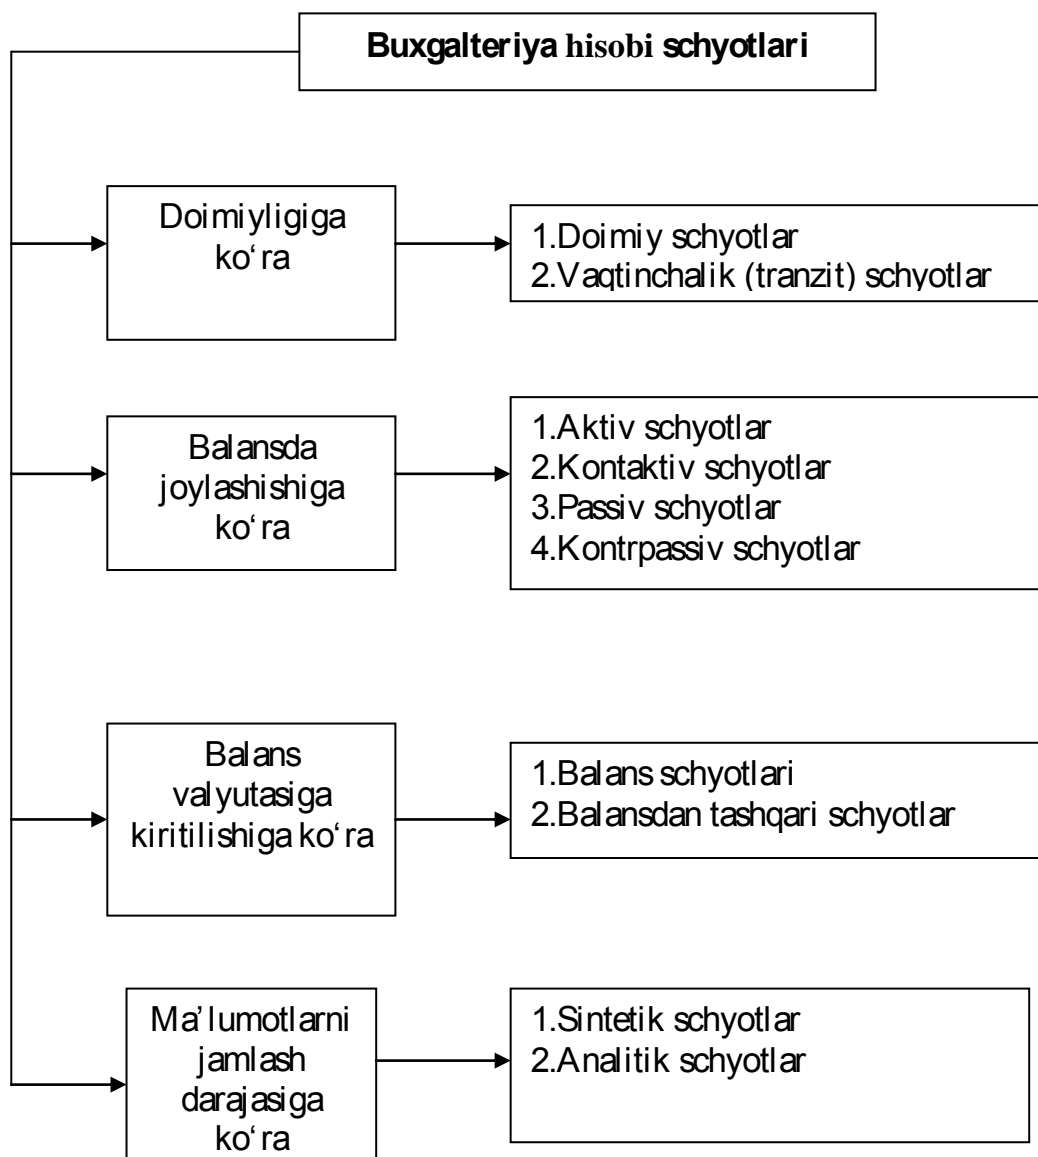 Buxgalteriya hisobi schyotlari
Doimiyligiga
ko‘ra
1.Doimiy schyotlar
2.Vaqtinchalik (tranzit) schyotlar
Balansda
joylashishiga
ko‘ra
1.Aktiv schyotlar
2.Kontaktiv schyotlar
3.Passiv schyotlar
4.Kontrpassiv schyotlar
Balans
valyutasiga
kiritilishiga ko‘ra
1.Balans schyotlari
2.Balansdan tashqari schyotlar
Ma’lumotlarni
jamlash
darajasiga
ko‘ra
1.Sintetik schyotlar
2.Analitik schyotlar